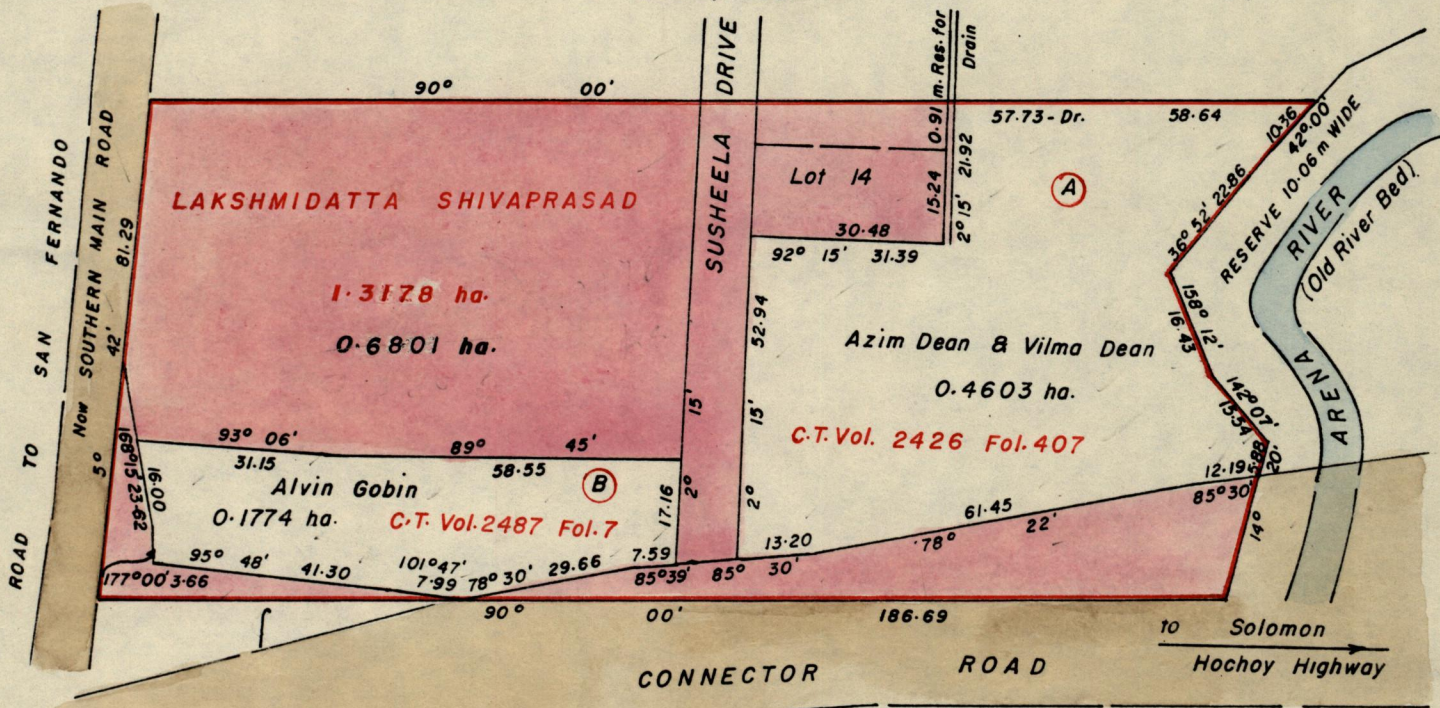 90° 00'
ROAD TO SAN FERNANDO
Now SOUTHERN MAIN ROAD
5° 42' 81.29
LAKSHMIDATTA SHIVAPRASAD
1.3178 ha.
0.6801 ha.
SUSHEELA DRIVE
0.91 m. Res. for
Drain
57.73-Dr. 58.64
Lot 14
15.24
2°15' 21.92
30.48
92° 15' 31.39
A
10.36
42°00'
36° 52' 22.86
RESERVE 10.06 m WIDE
ARENA RIVER
(Old River Bed)
158° 12'
16.43
142°07'
15.54
Azim Dean & Vilma Dean
0.4603 ha.
C.T. Vol. 2426 Fol. 407
2° 15' 52.94
2° 15'
93° 06'
31.15
89° 45'
58.55
Alvin Gobin
B
0.1774 ha.
C.T. Vol. 2487 Fol. 7
17.16
168°15' 23.62
16.00
177°00' 3.66
95° 48' 41.30
101°47'
7.99
78° 30' 29.66
7.59
85°39'
85° 30'
13.20
78° 22'
61.45
12.19
85°30'
5.88
14° 20'
90° 00' 186.69
CONNECTOR ROAD
to Solomon
Hochoy Highway